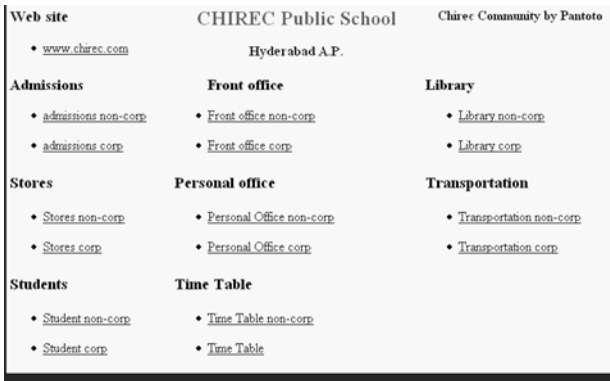 Web site CHIREC Public School Chirec Community by Pantoto
www.chirec.com Hyderabad A.P.
Admissions Front office Library
admissions non-corp Front office non-corp Library non-corp
admissions corp Front office corp Library corp
Stores Personal office Transportation
Stores non-corp Personal Office non-corp Transportation non-corp
Stores corp Personal Office corp Transportation corp
Students Time Table
Student non-corp Time Table non-corp
Student corp Time Table